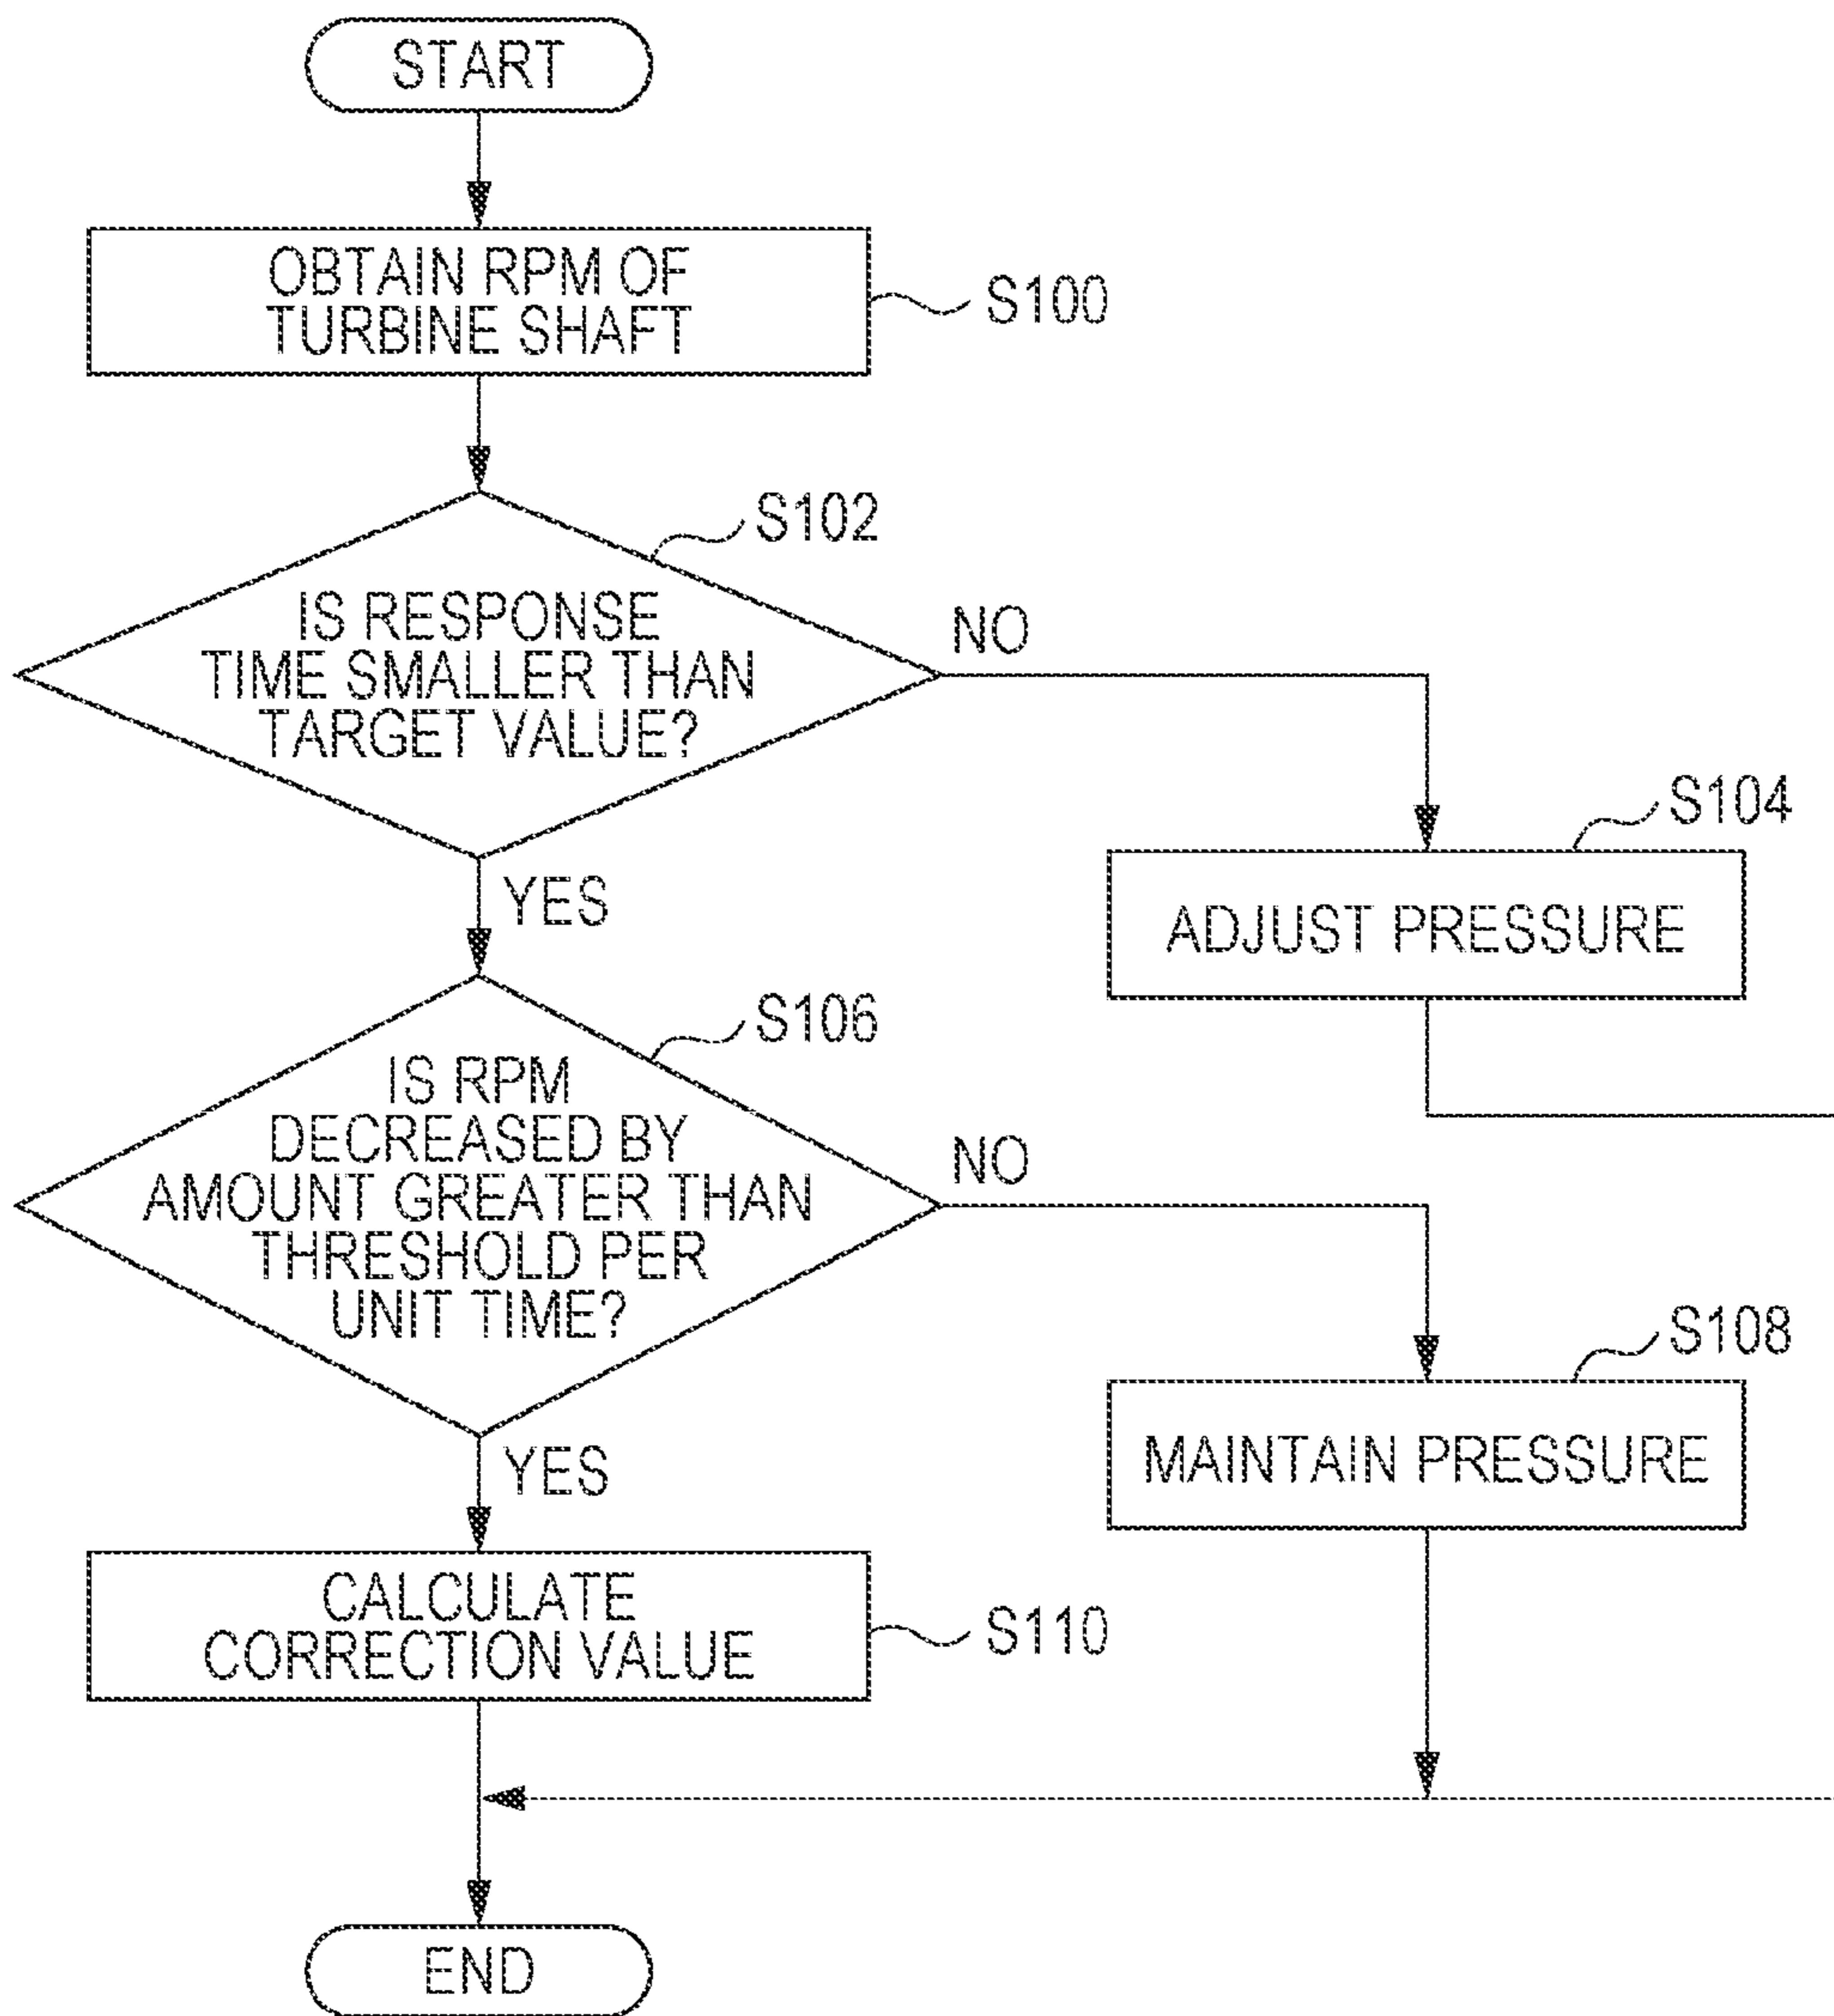 START
OBTAIN RPM OF
TURBINE SHAFT
S100
S102
IS RESPONSE
TIME SMALLER THAN
TARGET VALUE?
NO
YES
S104
ADJUST PRESSURE
S106
IS RPM
DECREASED BY
AMOUNT GREATER THAN
THRESHOLD PER
UNIT TIME?
NO
YES
S108
MAINTAIN PRESSURE
CALCULATE
CORRECTION VALUE
S110
END